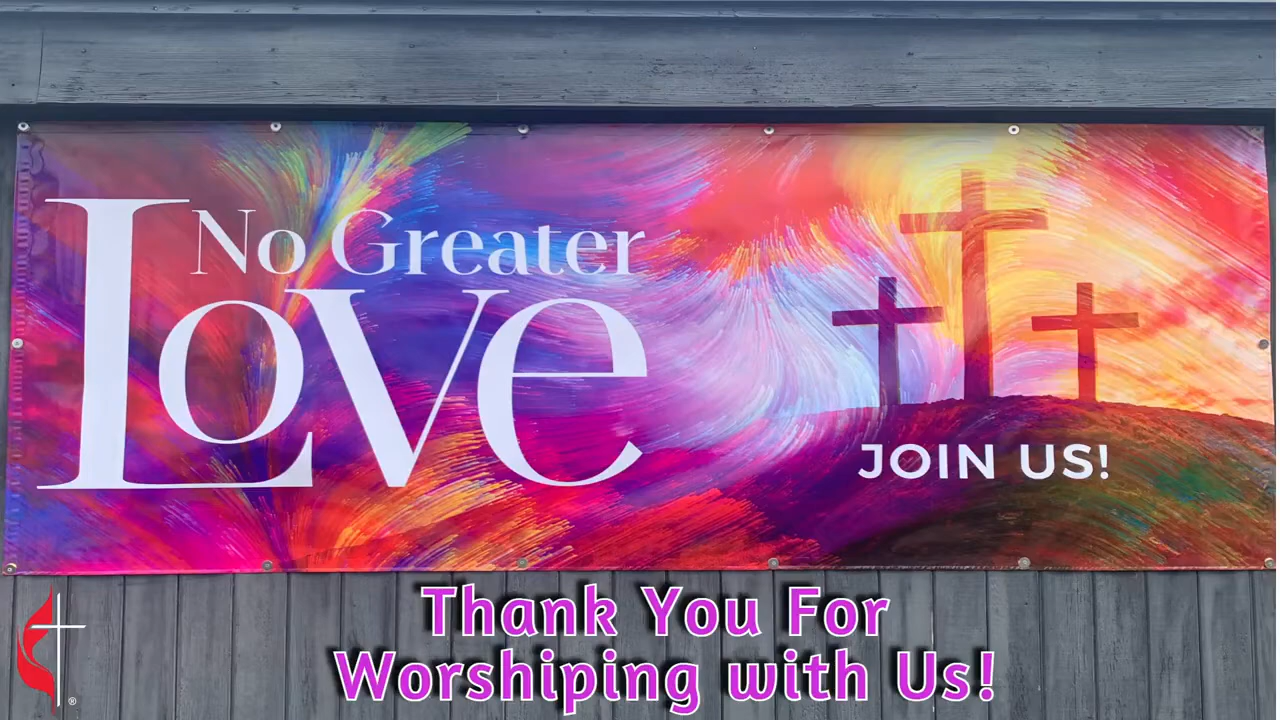 No Greater
Love
JOIN US!
Thank You For
Worshiping with Us!
®